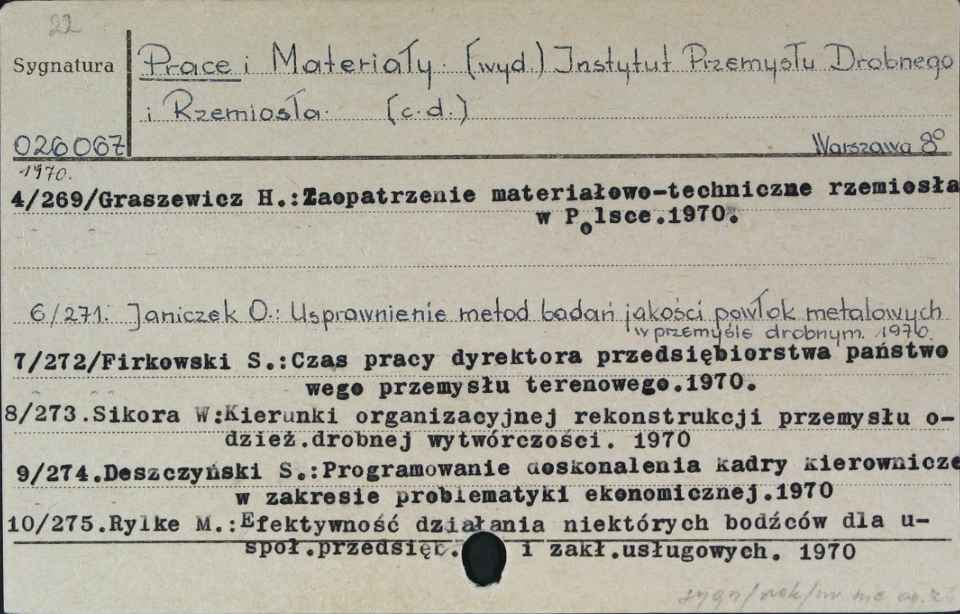 22
Sygnatura
Prace i Materiały. (wyd.) Instytut Przemysłu Drobnego
i Rzemiosła. (c.d.)
026067
Warszawa 8°
1970.
4/269/Graszewicz H.:Zaopatrzenie materiałowo-techniczne rzemiosła
w Polsce.1970.
6/271. Janiczek O.: Usprawnienie metod badań jakości powłok metalowych
w przemyśle drobnym. 1970.
7/272/Firkowski S.:Czas pracy dyrektora przedsiębiorstwa państwo
wego przemysłu terenowego.1970.
8/273.Sikora W:Kierunki organizacyjnej rekonstrukcji przemysłu o-
dzież.drobnej wytwórczości. 1970
9/274.Deszczyński S.:Programowanie doskonalenia kadry kierownicze
w zakresie problematyki ekonomicznej.1970
10/275.Rylke M.:Efektywność działania niektórych bodźców dla u-
społ.przedsięb. i zakł.usługowych. 1970